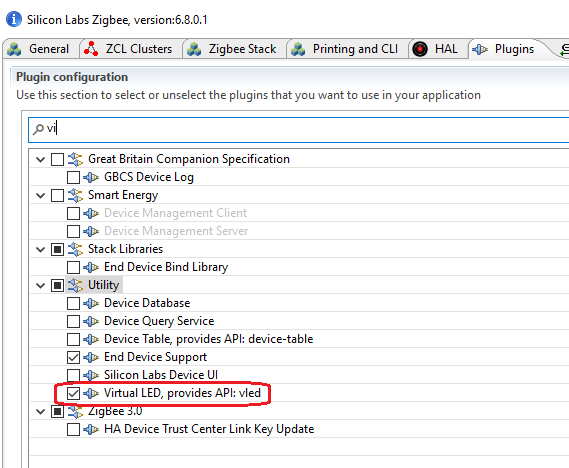 Silicon Labs Zigbee, version:6.8.0.1
General ZCL Clusters Zigbee Stack Printing and CLI HAL Plugins
Plugin configuration
Use this section to select or unselect the plugins that you want to use in your application
vi
Great Britain Companion Specification
GBCS Device Log
Smart Energy
Device Management Client
Device Management Server
Stack Libraries
End Device Bind Library
Utility
Device Database
Device Query Service
Device Table, provides API: device-table
End Device Support
Silicon Labs Device UI
Virtual LED, provides API: vled
ZigBee 3.0
HA Device Trust Center Link Key Update